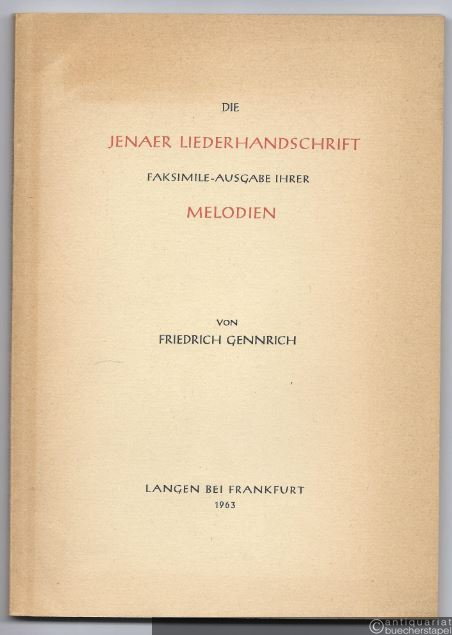 DIE
JENAER LIEDERHANDSCHRIFT
FAKSIMILE-AUSGABE IHRER
MELODIEN
VON
FRIEDRICH GENNRICH
LANGEN BEI FRANKFURT
1963
antiquariat
buecherstapel